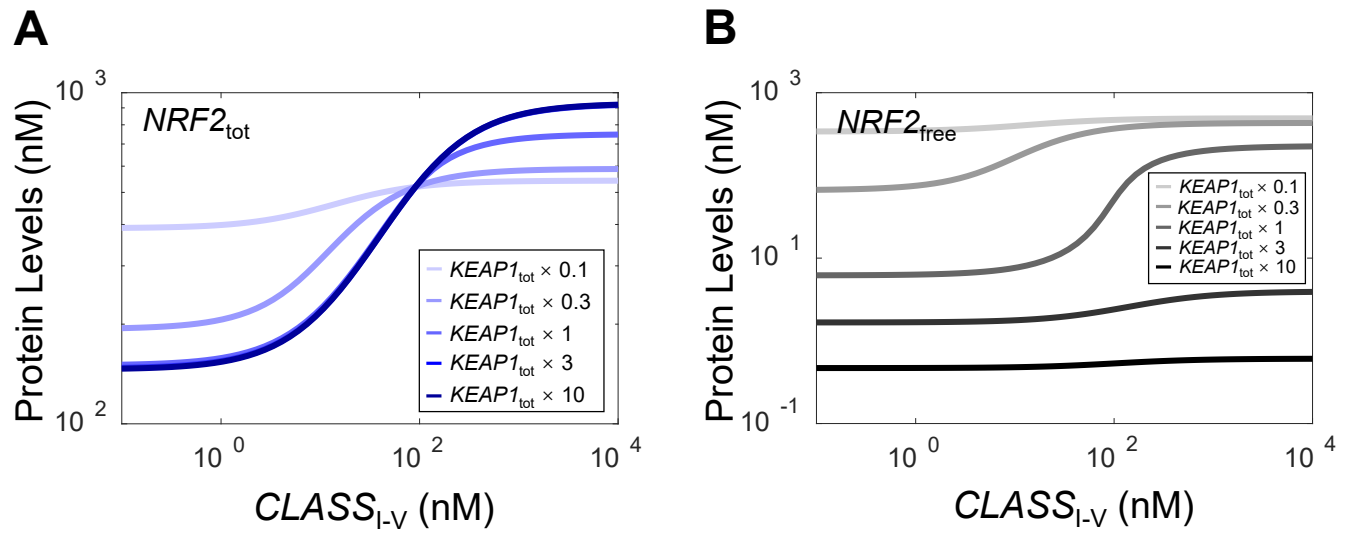 A
Protein Levels (nM)
10 3
10 2
NRF2tot
KEAP1tot × 0.1
KEAP1tot × 0.3
KEAP1tot × 1
KEAP1tot × 3
KEAP1tot × 10
10 0
10 2
10 4
CLASSI-V (nM)
B
Protein Levels (nM)
10 3
10 1
10 -1
NRF2free
KEAP1tot × 0.1
KEAP1tot × 0.3
KEAP1tot × 1
KEAP1tot × 3
KEAP1tot × 10
10 0
10 2
10 4
CLASSI-V (nM)